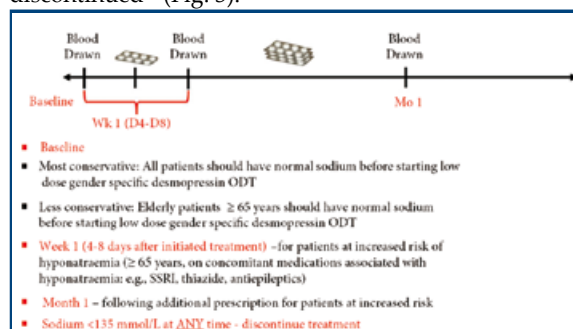 discontinued (Fig. 3).
Blood Drawn
Blood Drawn
Blood Drawn
Baseline
Mo 1
Wk 1 (D4-D8)
▪ Baseline
▪ Most conservative: All patients should have normal sodium before starting low
dose gender specific desmopressin ODT
▪ Less conservative: Elderly patients ≥ 65 years should have normal sodium
before starting low dose gender specific desmopressin ODT
▪ Week 1 (4-8 days after initiated treatment) –for patients at increased risk of
hyponatraemia (≥ 65 years, on concomitant medications associated with
hyponatraemia: e.g., SSRI, thiazide, antiepileptics)
▪ Month 1 – following additional prescription for patients at increased risk
▪ Sodium <135 mmol/L at ANY time - discontinue treatment